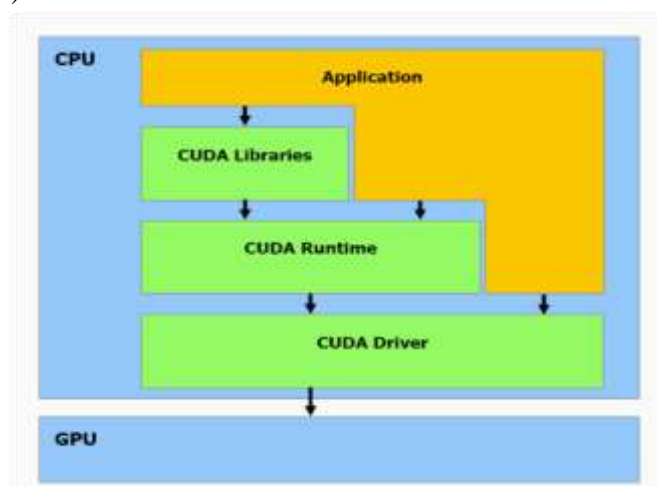 )
CPU
Application
CUDA Libraries
CUDA Runtime
CUDA Driver
GPU